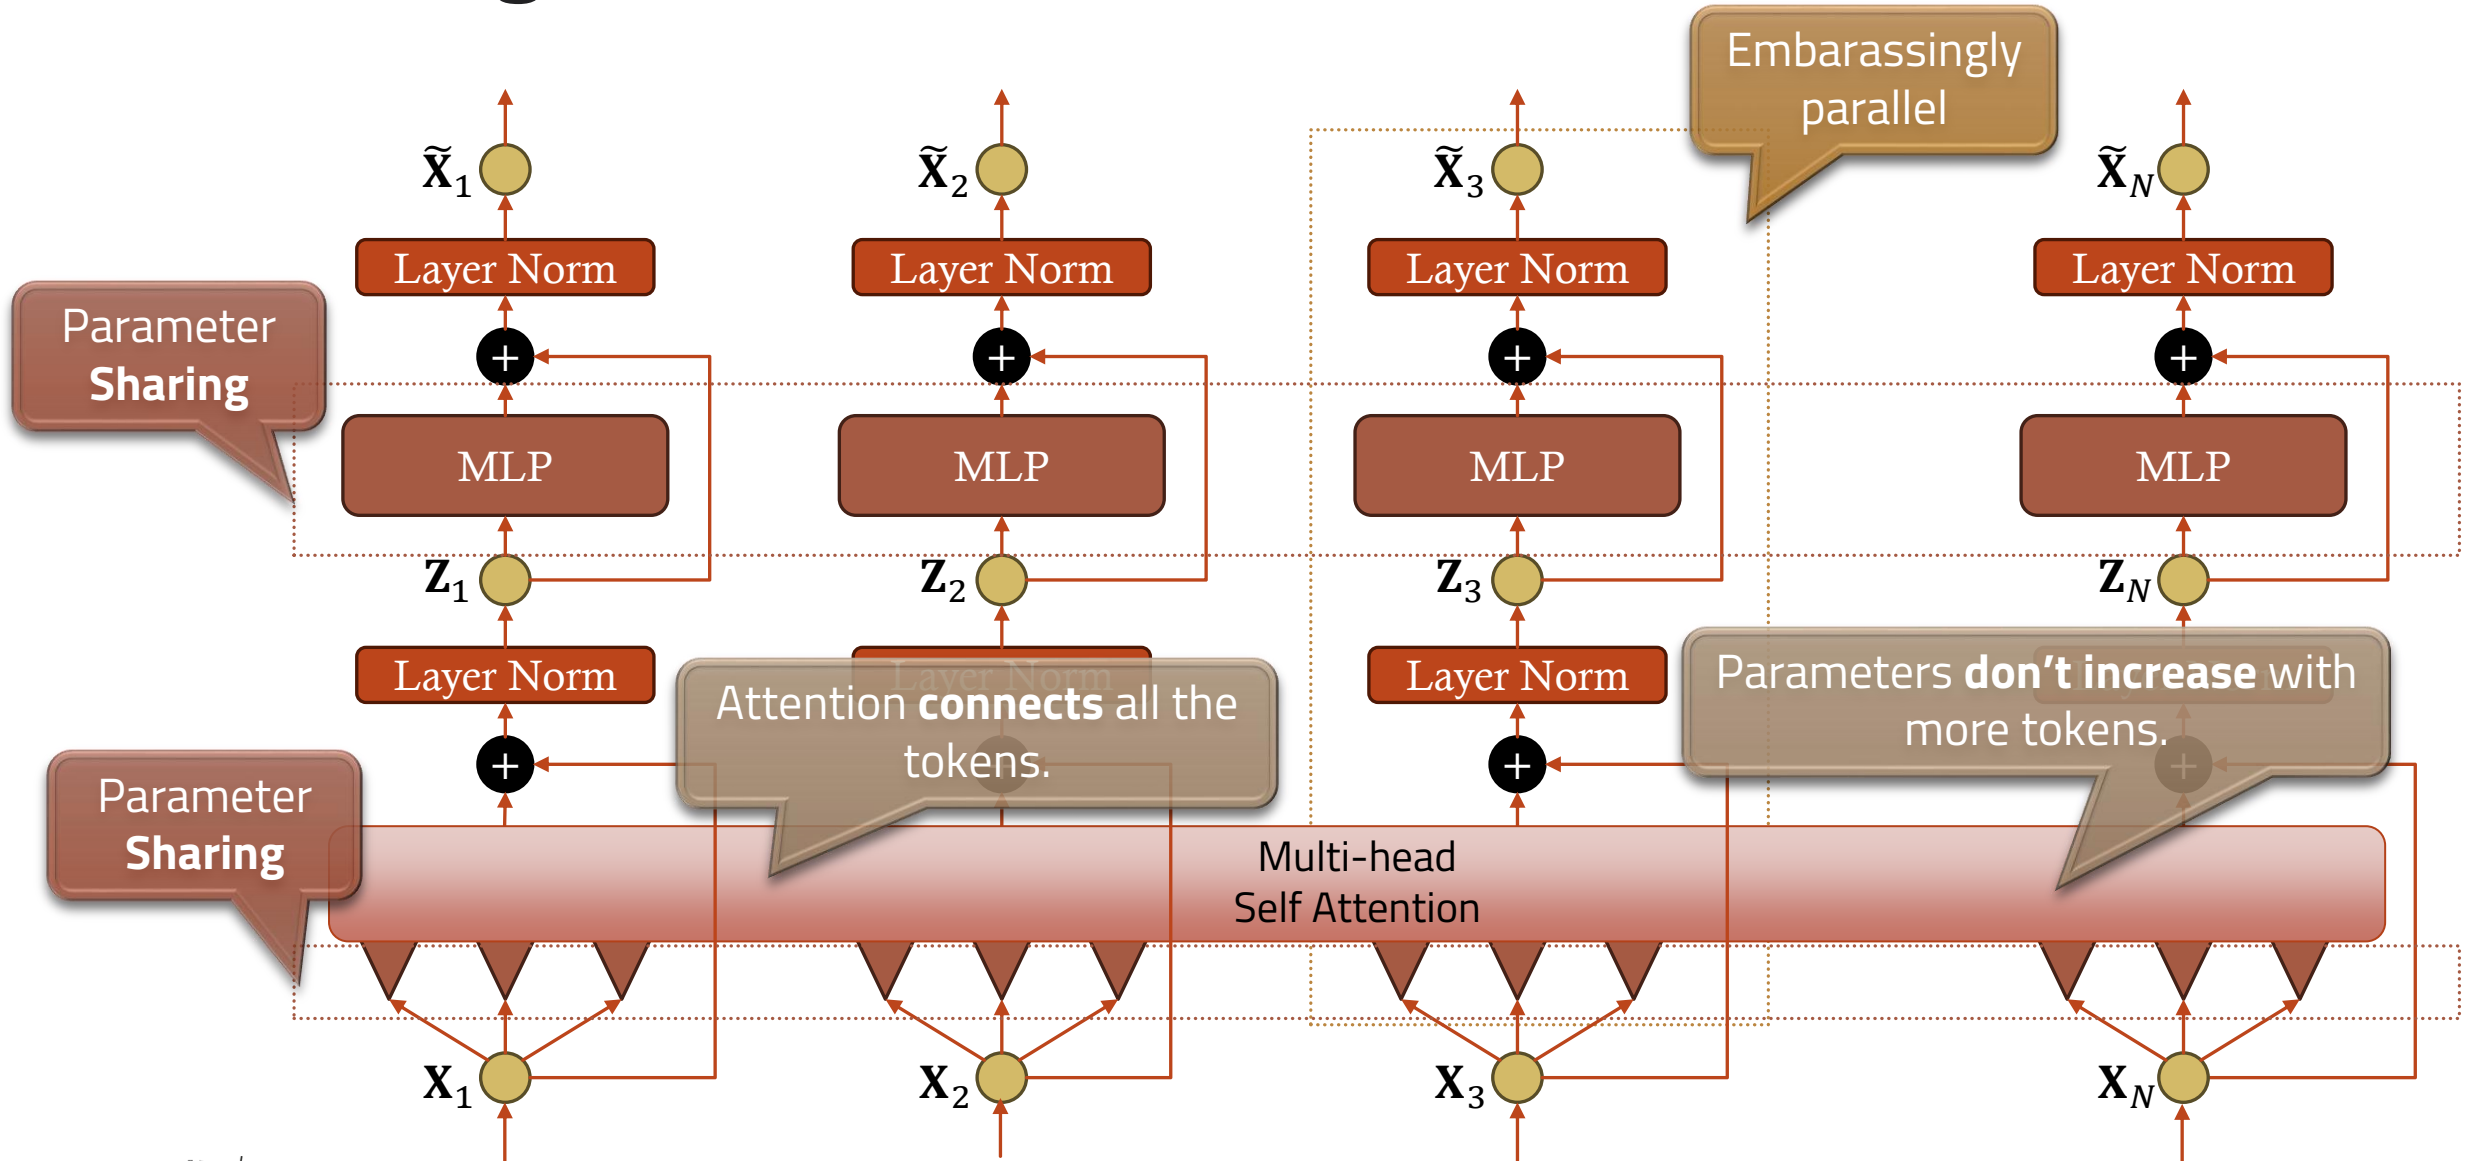 Embarassingly
parallel
X̃1 X̃2 X̃3 X̃N
Layer Norm Layer Norm Layer Norm Layer Norm
Parameter
Sharing
+ + + +
MLP MLP MLP MLP
Z1 Z2 Z3 ZN
Layer Norm Layer Norm Layer Norm
Attention connects all the
tokens.
Parameters don't increase with
more tokens.
+ + + +
Parameter
Sharing
Multi-head
Self Attention
X1 X2 X3 XN